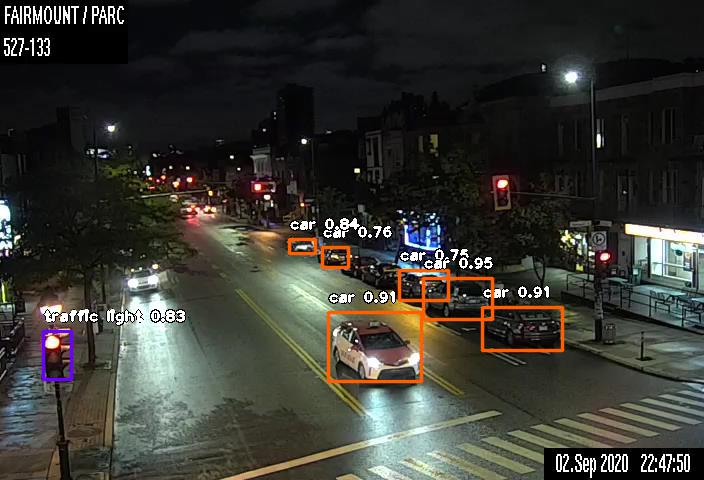 FAIRMOUNT / PARC
527-133
car 0.84
car 0.76
car 0.75
car 0.95
car 0.91
car 0.91
traffic light 0.83
02.Sep 2020 22:47:50